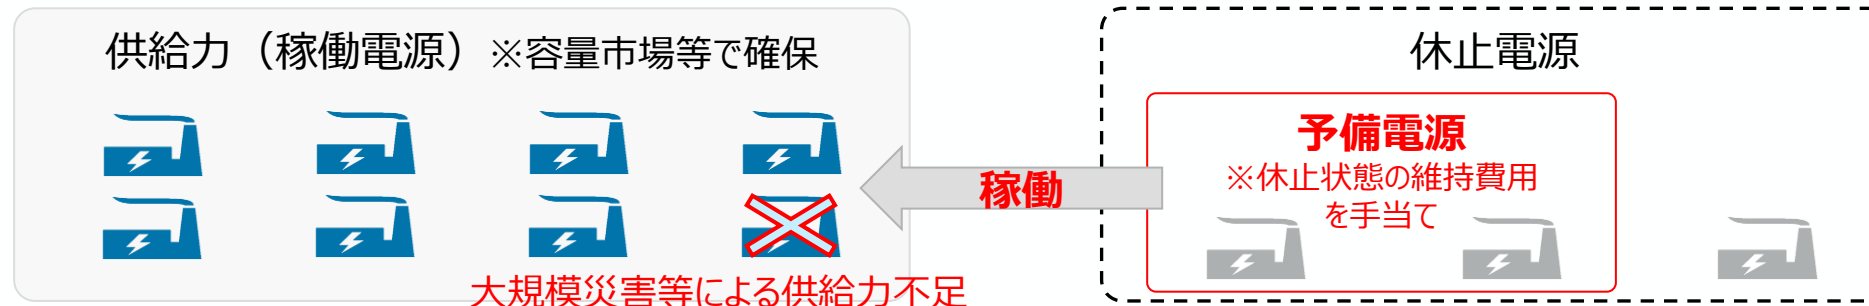 供給力（稼働電源）※容量市場等で確保
大規模災害等による供給力不足
稼働
休止電源
予備電源
※休止状態の維持費用
を手当て